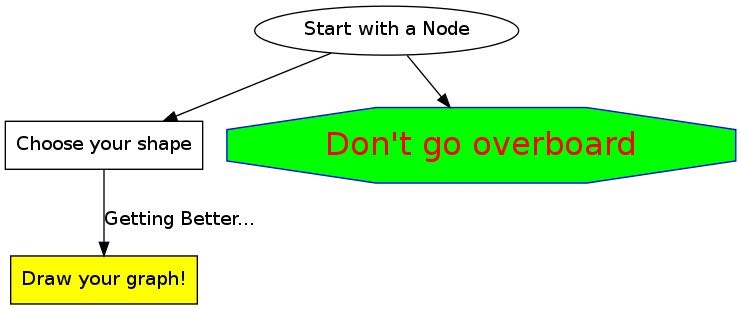 Start with a Node
Choose your shape
Don't go overboard
Getting Better...
Draw your graph!